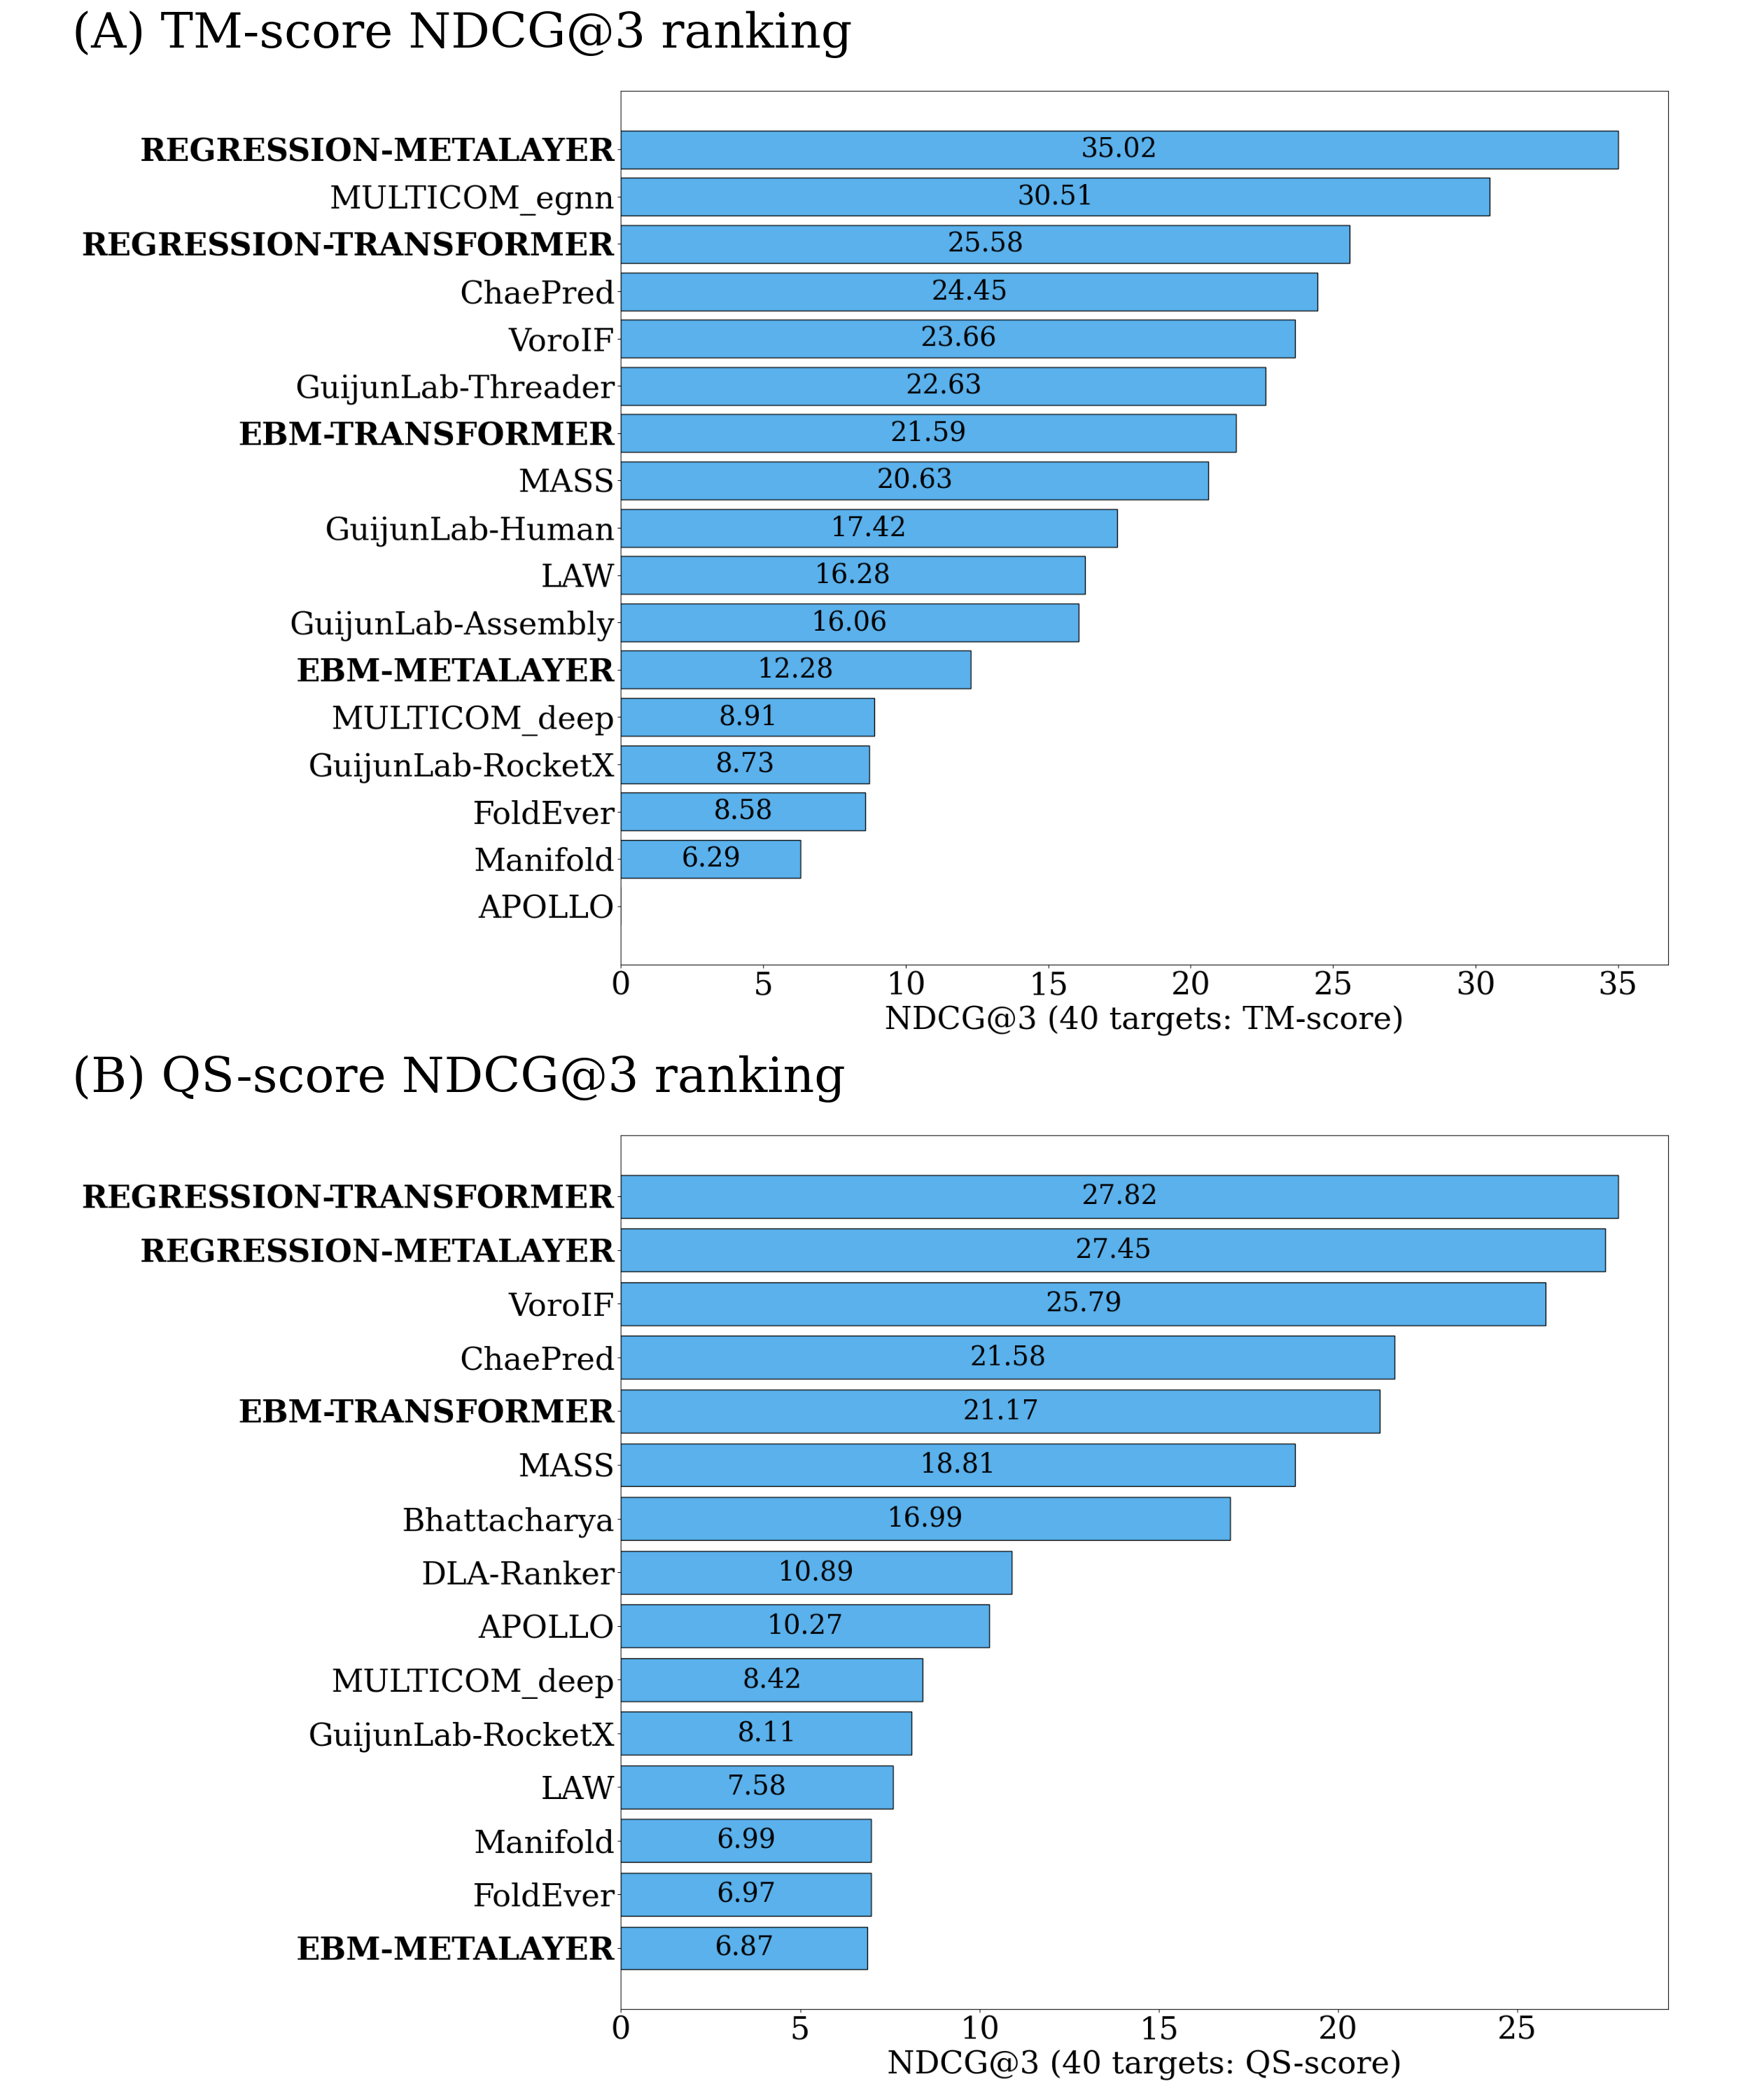 (A) TM-score NDCG@3 ranking
REGRESSION-METALAYER 35.02
MULTICOM_egnn 30.51
REGRESSION-TRANSFORMER 25.58
ChaePred 24.45
VoroIF 23.66
GuijunLab-Threader 22.63
EBM-TRANSFORMER 21.59
MASS 20.63
GuijunLab-Human 17.42
LAW 16.28
GuijunLab-Assembly 16.06
EBM-METALAYER 12.28
MULTICOM_deep 8.91
GuijunLab-RocketX 8.73
FoldEver 8.58
Manifold 6.29
APOLLO
0 5 10 15 20 25 30 35
NDCG@3 (40 targets: TM-score)
(B) QS-score NDCG@3 ranking
REGRESSION-TRANSFORMER 27.82
REGRESSION-METALAYER 27.45
VoroIF 25.79
ChaePred 21.58
EBM-TRANSFORMER 21.17
MASS 18.81
Bhattacharya 16.99
DLA-Ranker 10.89
APOLLO 10.27
MULTICOM_deep 8.42
GuijunLab-RocketX 8.11
LAW 7.58
Manifold 6.99
FoldEver 6.97
EBM-METALAYER 6.87
0 5 10 15 20 25
NDCG@3 (40 targets: QS-score)